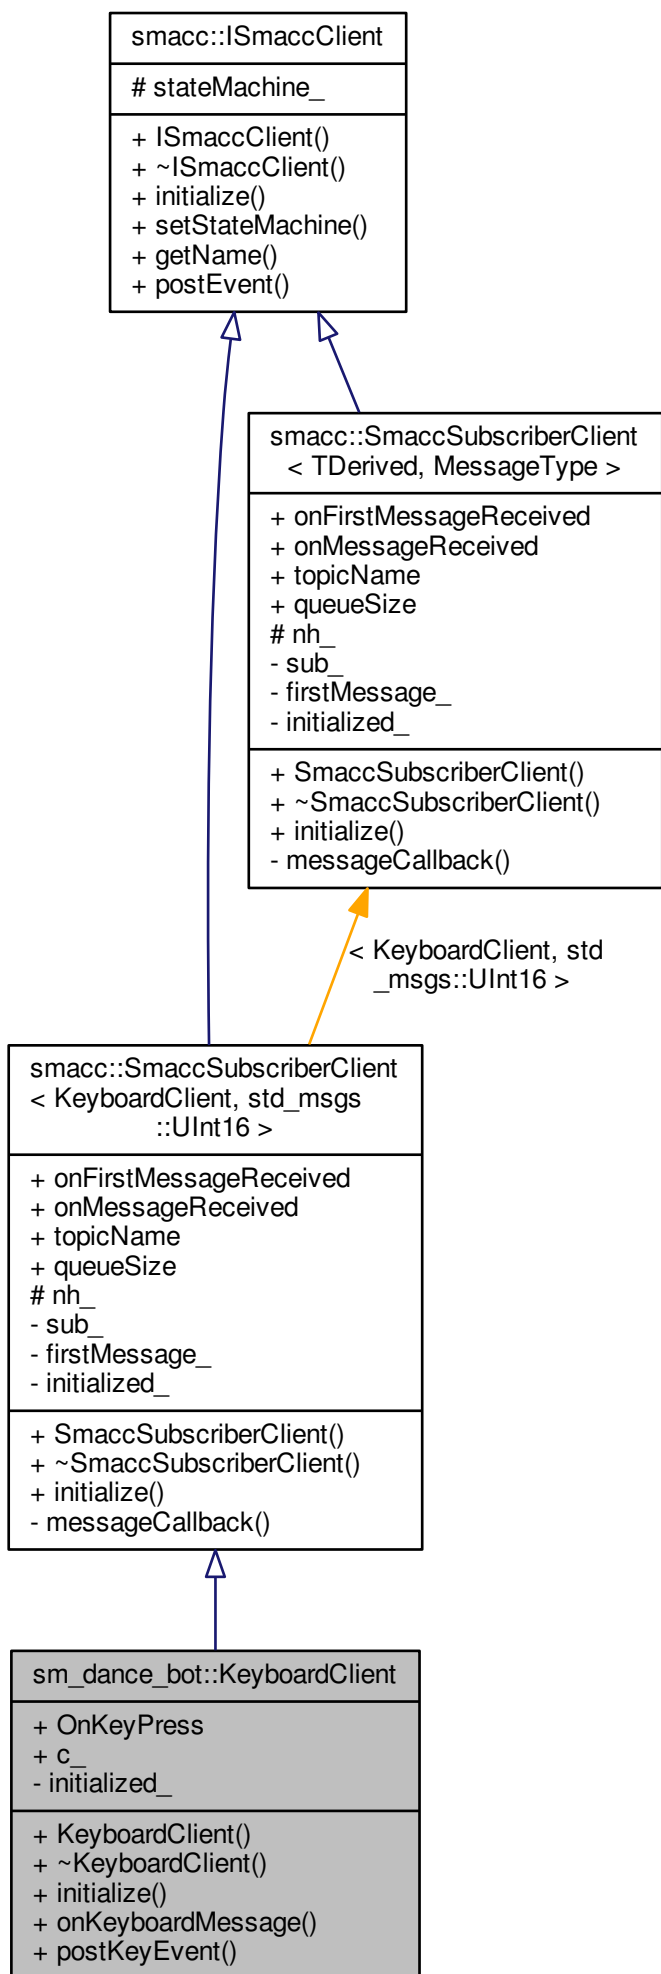 smacc::ISmaccClient
# stateMachine_
+ ISmaccClient()
+ ~ISmaccClient()
+ initialize()
+ setStateMachine()
+ getName()
+ postEvent()
smacc::SmaccSubscriberClient
< TDerived, MessageType >
+ onFirstMessageReceived
+ onMessageReceived
+ topicName
+ queueSize
# nh_
- sub_
- firstMessage_
- initialized_
+ SmaccSubscriberClient()
+ ~SmaccSubscriberClient()
+ initialize()
- messageCallback()
< KeyboardClient, std
_msgs::UInt16 >
smacc::SmaccSubscriberClient
< KeyboardClient, std_msgs
::UInt16 >
+ onFirstMessageReceived
+ onMessageReceived
+ topicName
+ queueSize
# nh_
- sub_
- firstMessage_
- initialized_
+ SmaccSubscriberClient()
+ ~SmaccSubscriberClient()
+ initialize()
- messageCallback()
sm_dance_bot::KeyboardClient
+ OnKeyPress
+ c_
- initialized_
+ KeyboardClient()
+ ~KeyboardClient()
+ initialize()
+ onKeyboardMessage()
+ postKeyEvent()